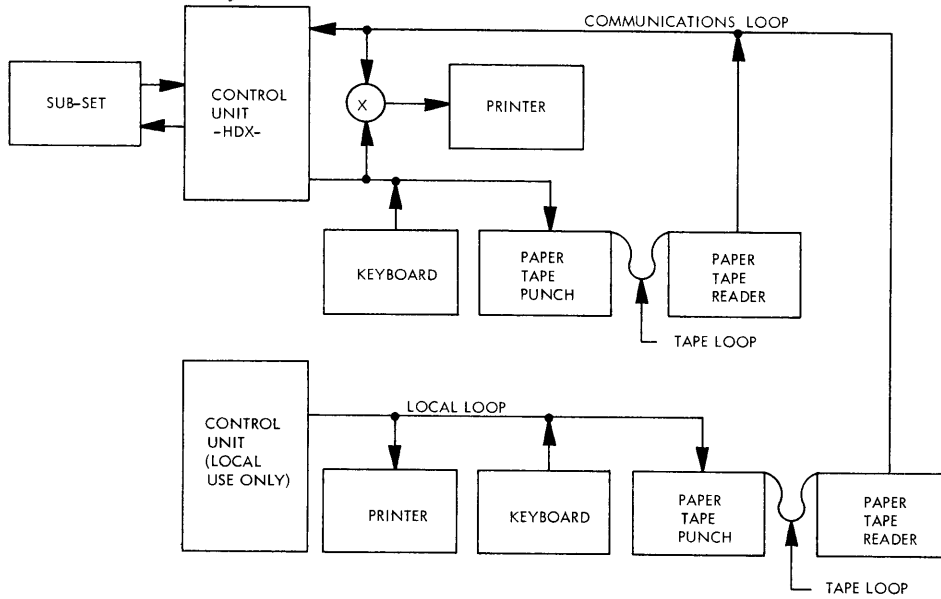 COMMUNICATIONS LOOP
SUB-SET
CONTROL
UNIT
-HDX-
X
PRINTER
KEYBOARD
PAPER
TAPE
PUNCH
PAPER
TAPE
READER
TAPE LOOP
CONTROL
UNIT
(LOCAL
USE ONLY)
LOCAL LOOP
PRINTER
KEYBOARD
PAPER
TAPE
PUNCH
PAPER
TAPE
READER
TAPE LOOP